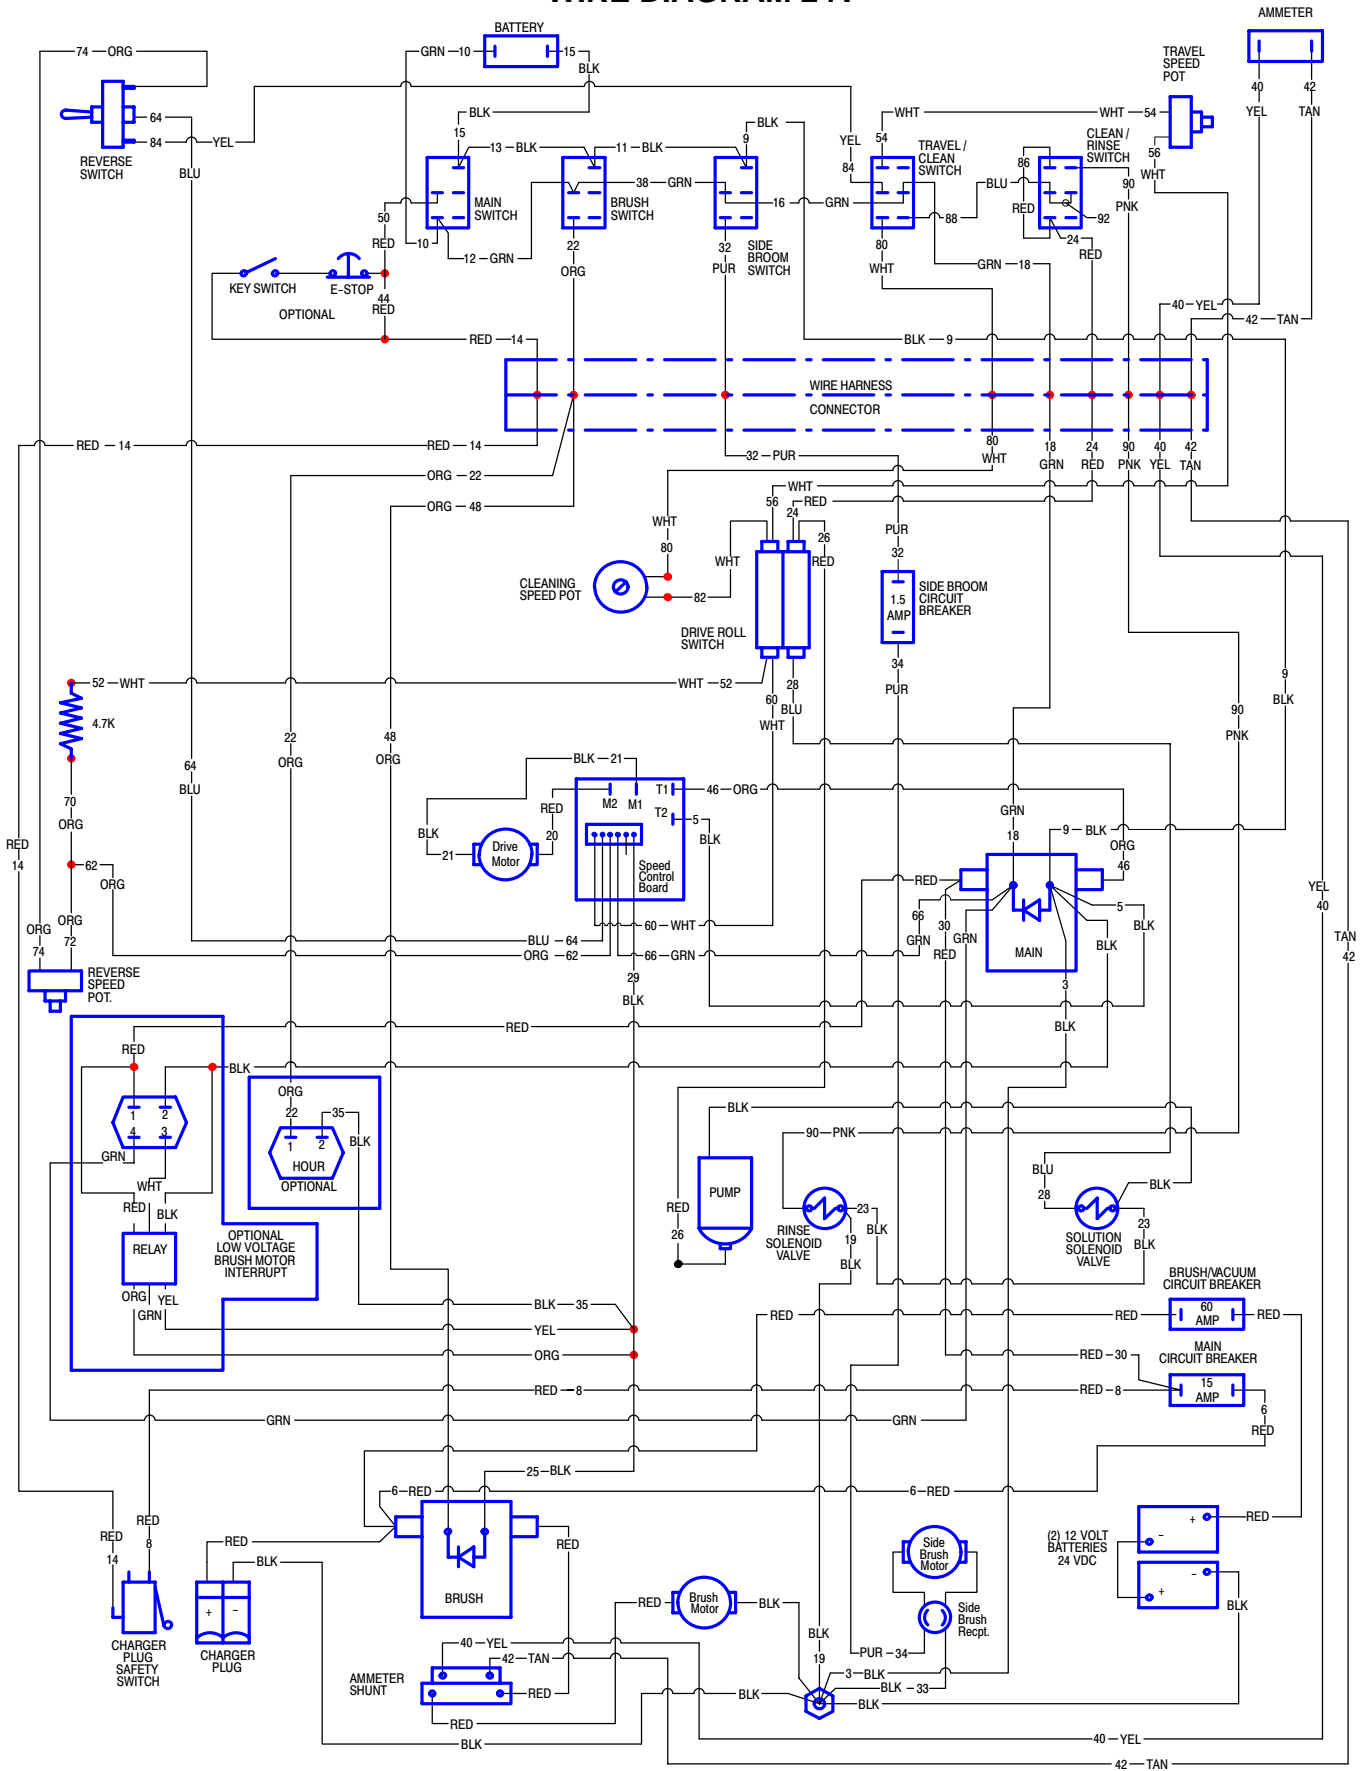 WIRE DIAGRAM 24V
AMMETER
BATTERY
74 ORG
GRN 10
15
BLK
TRAVEL
SPEED
POT
40
YEL
42
TAN
64
84 YEL
REVERSE
SWITCH
BLU
BLK
15
13 BLK
11 BLK
BLK
9
YEL
84
WHT
54
WHT 54
56
WHT
TRAVEL /
CLEAN
SWITCH
CLEAN /
RINSE
SWITCH
86
90
PNK
BLU
RED
92
88
24
RED
MAIN
SWITCH
BRUSH
SWITCH
38 GRN
16 GRN
50
RED
10
12 GRN
22
ORG
32
PUR
SIDE
BROOM
SWITCH
80
WHT
GRN 18
KEY SWITCH
E-STOP
OPTIONAL
44
RED
RED 14
BLK 9
40 YEL
42 TAN
WIRE HARNESS
CONNECTOR
RED 14
RED 14
ORG 22
ORG 48
32 PUR
80
WHT
18
GRN
24
RED
90
PNK
40
YEL
42
TAN
WHT
56
RED
24
26
RED
WHT
80
WHT
82
CLEANING
SPEED POT
DRIVE ROLL
SWITCH
PUR
32
1.5
AMP
SIDE BROOM
CIRCUIT
BREAKER
34
PUR
52 WHT
WHT 52
60
WHT
28
BLU
4.7K
9
BLK
90
PNK
22
ORG
48
ORG
64
BLU
70
ORG
62
ORG
ORG
72
ORG
74
RED
14
REVERSE
SPEED
POT.
BLK 21
RED
20
BLK
21
Drive
Motor
M2 M1
T1
T2
46 ORG
5
BLK
Speed
Control
Board
60 WHT
BLU 64
ORG 62
66 GRN
29
BLK
GRN
18
9 BLK
ORG
46
RED
66
GRN
30
RED
GRN
MAIN
5
BLK
BLK
3
BLK
YEL
40
TAN
42
RED
RED
BLK
1 2
4 3
GRN
WHT
RED
BLK
RELAY
ORG
GRN
YEL
OPTIONAL
LOW VOLTAGE
BRUSH MOTOR
INTERRUPT
ORG
22
35
BLK
1 2
HOUR
OPTIONAL
BLK
90 PNK
PUMP
RED
26
RINSE
SOLENOID
VALVE
23
BLK
19
BLK
BLU
28
BLK
23
BLK
SOLUTION
SOLENOID
VALVE
BLK 35
YEL
ORG
RED
RED
BRUSH/VACUUM
CIRCUIT BREAKER
60
AMP
RED
RED 30
MAIN
CIRCUIT BREAKER
15
AMP
RED 8
RED 8
6
RED
GRN
GRN
25 BLK
6 RED
6 RED
RED
14
RED
8
RED
BLK
+ -
CHARGER
PLUG
SAFETY
SWITCH
CHARGER
PLUG
BRUSH
RED
RED
Brush
Motor
BLK
Side
Brush
Motor
Side
Brush
Recpt.
PUR 34
(2) 12 VOLT
BATTERIES
24 VDC
+
-
-
+
RED
BLK
40 YEL
42 TAN
AMMETER
SHUNT
RED
RED
BLK
BLK
19
3 BLK
BLK 33
BLK
BLK
40 YEL
42 TAN